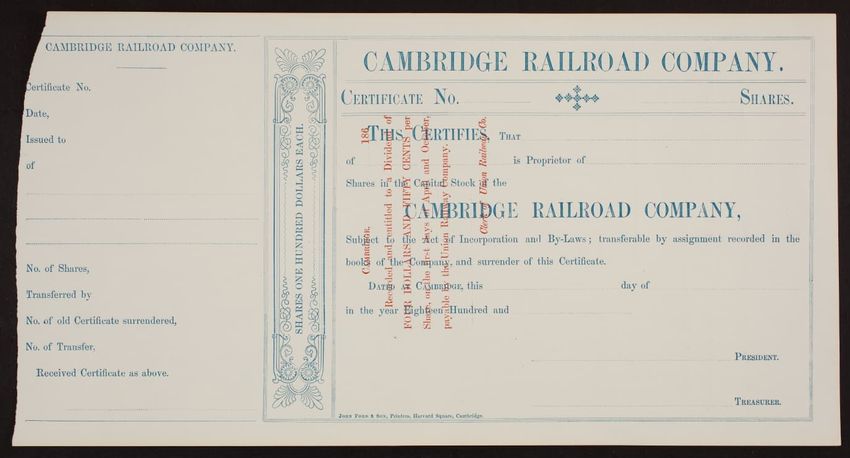 CAMBRIDGE RAILROAD COMPANY.
Certificate No.
Date,
Issued to
of
No. of Shares,
Transferred by
No. of old Certificate surrendered,
No. of Transfer,
Received Certificate as above.
SHARES ONE HUNDRED DOLLARS EACH.
CAMBRIDGE RAILROAD COMPANY.
CERTIFICATE NO. SHARES.
THIS CERTIFIES, THAT
of is Proprietor of
Shares in the Capital Stock of the
CAMBRIDGE RAILROAD COMPANY,
Subject to the Act of Incorporation and By-Laws; transferable by assignment recorded in the
books of the Company, and surrender of this Certificate.
DATED AT CAMBRIDGE, this day of
in the year Eighteen Hundred and
PRESIDENT.
TREASURER.
JOHN FORD & SON, Printers, Harvard Square, Cambridge.
CAMBRIDGE, 186
Recorded and entitled to a Dividend of
FOUR DOLLARS AND FIFTY CENTS per
Share, on the first days of April and October,
payable by the Union Railway Company.
Clerk of Union Railway Co.